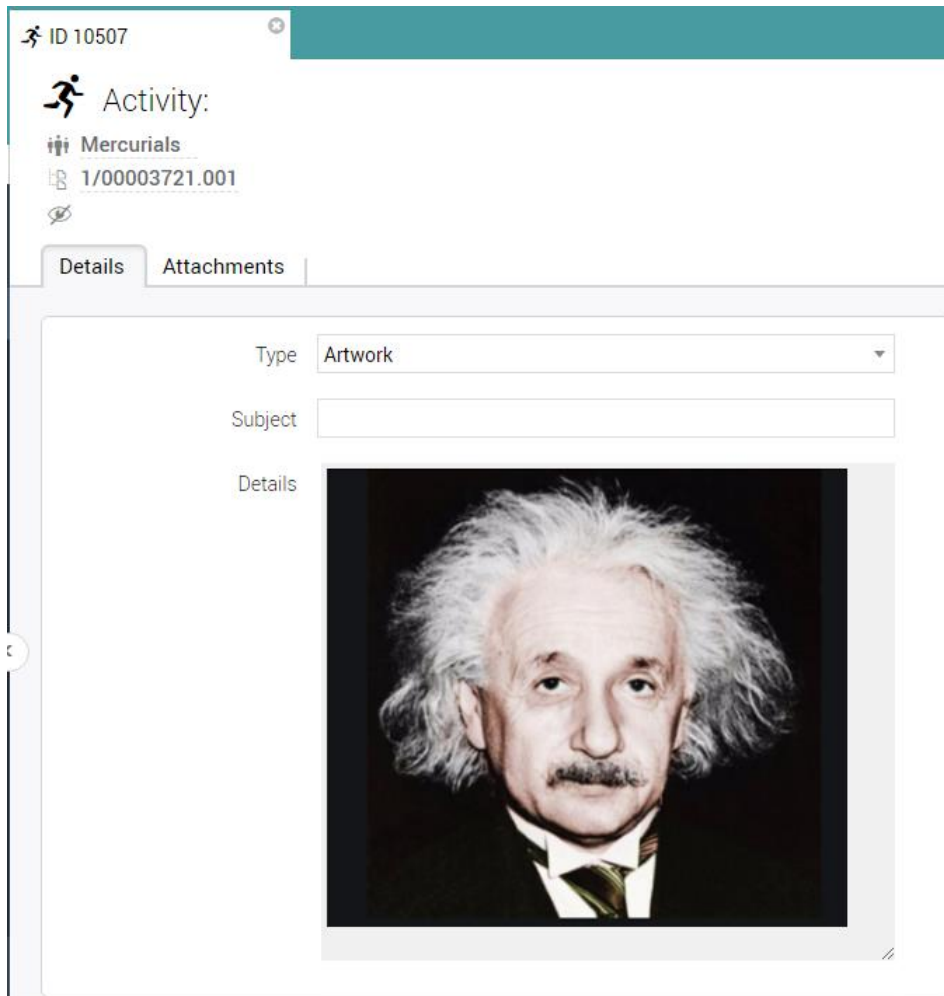 ID 10507
Activity:
Mercurials
1/00003721.001
Details Attachments
Type Artwork
Subject
Details